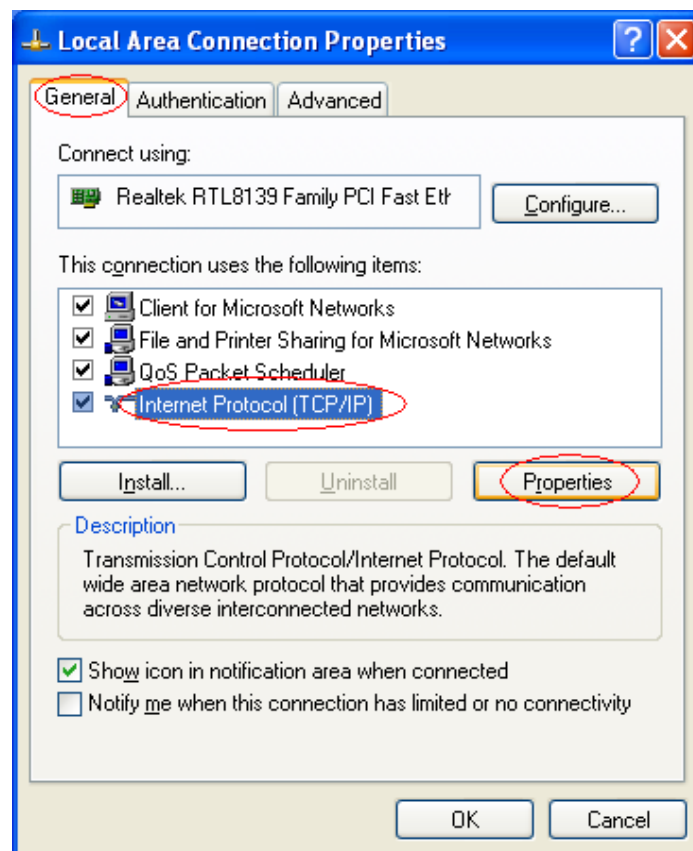 Local Area Connection Properties
General Authentication Advanced
Connect using:
Realtek RTL8139 Family PCI Fast Eth
Configure...
This connection uses the following items:
Client for Microsoft Networks
File and Printer Sharing for Microsoft Networks
QoS Packet Scheduler
Internet Protocol (TCP/IP)
Install... Uninstall Properties
Description
Transmission Control Protocol/Internet Protocol. The default
wide area network protocol that provides communication
across diverse interconnected networks.
Show icon in notification area when connected
Notify me when this connection has limited or no connectivity
OK Cancel